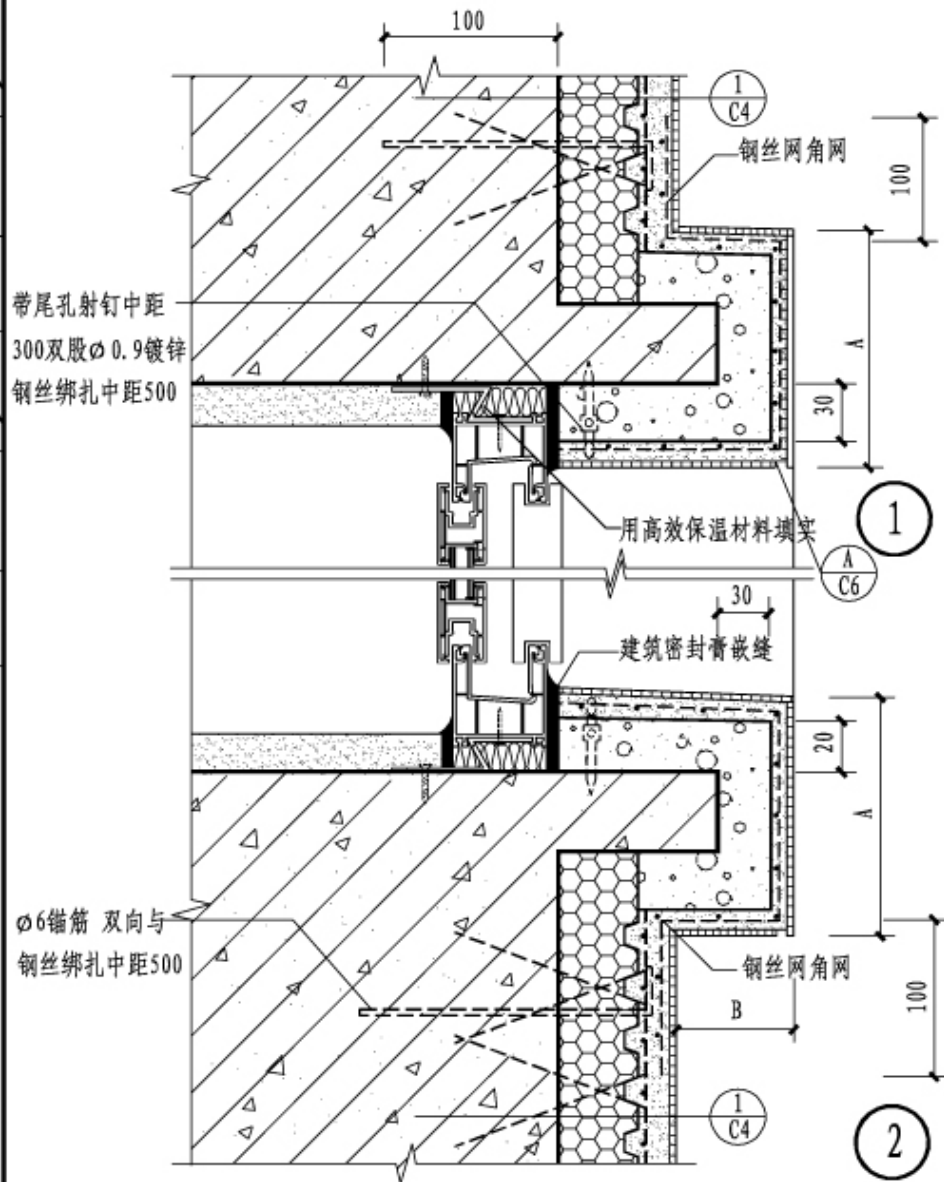 100
1
C4
钢丝网角网
100
带尾孔射钉中距
300双股Ø0.9镀锌
钢丝绑扎中距500
A
30
1
用高效保温材料填实
A
C6
30
建筑密封膏嵌缝
20
A
Ø6锚筋 双向与
钢丝绑扎中距500
钢丝网角网
B
100
1
C4
2